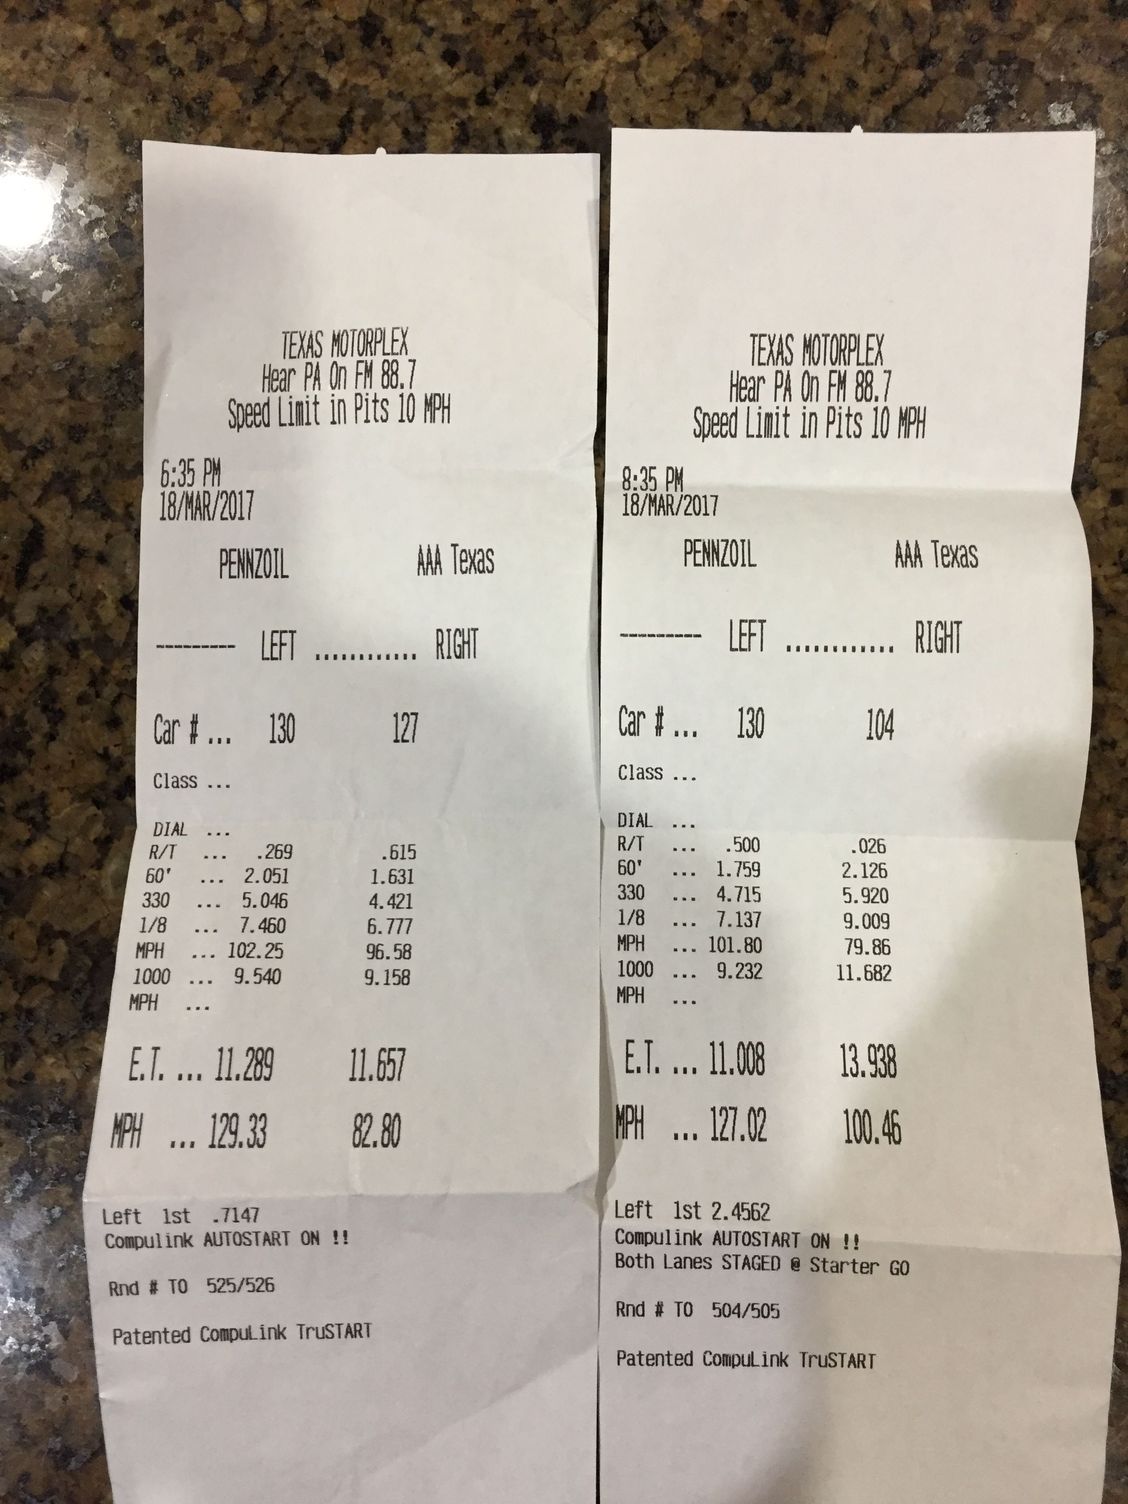 TEXAS MOTORPLEX
Hear PA On FM 88.7
Speed Limit in Pits 10 MPH
6:35 PM
18/MAR/2017
PENNZOIL AAA Texas
--------- LEFT ............ RIGHT
Car # ... 130 127
Class ...
DIAL ...
R/T ... .269 .615
60' ... 2.051 1.631
330 ... 5.046 4.421
1/8 ... 7.460 6.777
MPH ... 102.25 96.58
1000 ... 9.540 9.158
MPH ...
E.T. ... 11.289 11.657
MPH ... 129.33 82.80
Left 1st .7147
Compulink AUTOSTART ON !!
Rnd # TO 525/526
Patented CompuLink TruSTART
TEXAS MOTORPLEX
Hear PA On FM 88.7
Speed Limit in Pits 10 MPH
8:35 PM
18/MAR/2017
PENNZOIL AAA Texas
--------- LEFT ............ RIGHT
Car # ... 130 104
Class ...
DIAL ...
R/T ... .500 .026
60' ... 1.759 2.126
330 ... 4.715 5.920
1/8 ... 7.137 9.009
MPH ... 101.80 79.86
1000 ... 9.232 11.682
MPH ...
E.T. ... 11.008 13.938
MPH ... 127.02 100.46
Left 1st 2.4562
Compulink AUTOSTART ON !!
Both Lanes STAGED @ Starter GO
Rnd # TO 504/505
Patented CompuLink TruSTART